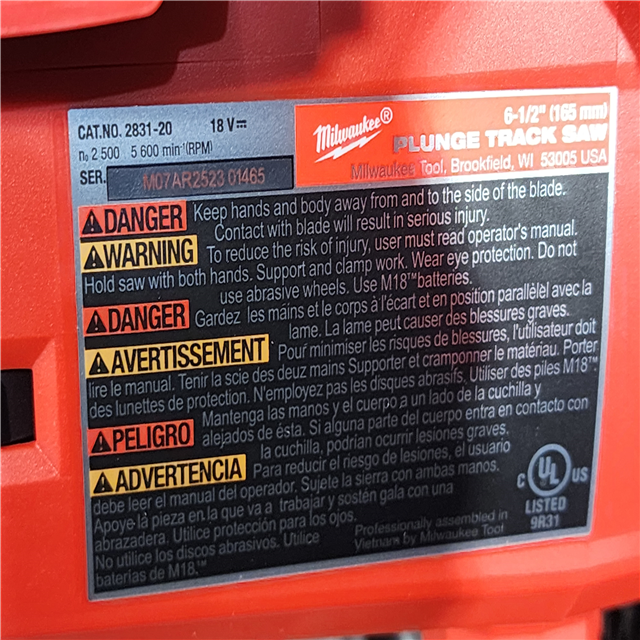 CAT.NO. 2831-20 18 V⎓
n₀ 2 500 5 600 min⁻¹(RPM)
SER. M07AR2523 01465
Milwaukee®
6-1/2" (165 mm)
PLUNGE TRACK SAW
Milwaukee Tool, Brookfield, WI 53005 USA
⚠DANGER Keep hands and body away from and to the side of the blade.
Contact with blade will result in serious injury.
⚠WARNING To reduce the risk of injury, user must read operator's manual.
Hold saw with both hands. Support and clamp work. Wear eye protection. Do not
use abrasive wheels. Use M18™batteries.
⚠DANGER Gardez les mains et le corps à l'écart et en position parallèlel avec la
lame. La lame peut causer des blessures graves.
⚠AVERTISSEMENT Pour minimiser les risques de blessures, l'utilisateur doit
lire le manuel. Tenir la scie des deux mains Supporter et cramponner le matériau. Porter
des lunettes de protection. N'employez pas les disques abrasifs. Utiliser des piles M18™.
⚠PELIGRO Mantenga las manos y el cuerpo a un lado de la cuchilla y
alejados de ésta. Si alguna parte del cuerpo entra en contacto con
la cuchilla, podrían ocurrir lesiones graves.
⚠ADVERTENCIA Para reducir el riesgo de lesiones, el usuario
debe leer el manual del operador. Sujete la sierra con ambas manos.
Apoye la pieza en la que va a trabajar y sostén gala con una
abrazadera. Utilice protección para los ojos.
No utilice los discos abrasivos. Utilice
baterías de M18™.
Professionally assembled in
Vietnam by Milwaukee Tool
C UL US
LISTED
9R31